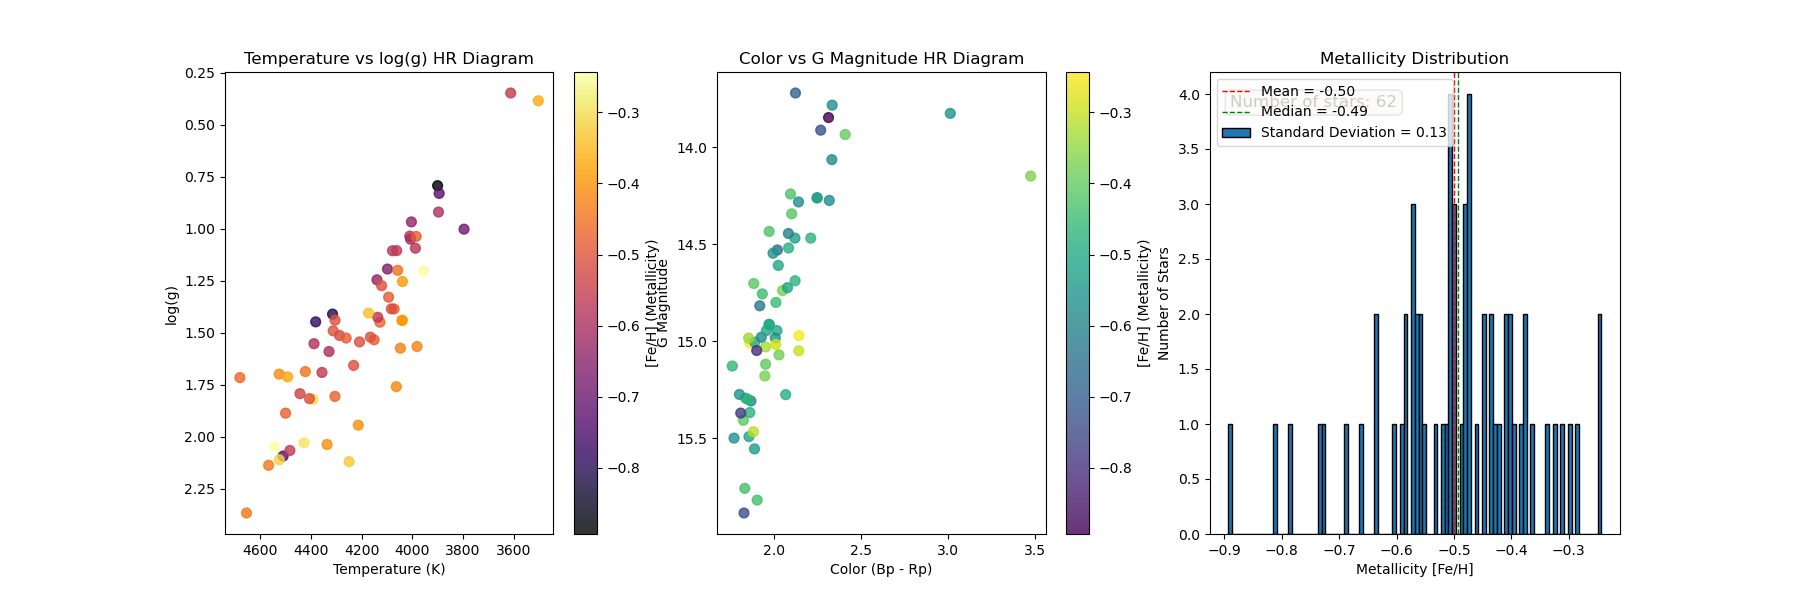 Temperature vs log(g) HR Diagram
0.25
0.50
0.75
1.00
1.25
1.50
1.75
2.00
2.25
log(g)
4600 4400 4200 4000 3800 3600
Temperature (K)
−0.3
−0.4
−0.5
−0.6
−0.7
−0.8
[Fe/H] (Metallicity)
Color vs G Magnitude HR Diagram
14.0
14.5
15.0
15.5
G Magnitude
2.0 2.5 3.0 3.5
Color (Bp - Rp)
−0.3
−0.4
−0.5
−0.6
−0.7
−0.8
[Fe/H] (Metallicity)
Metallicity Distribution
4.0
3.5
3.0
2.5
2.0
1.5
1.0
0.5
0.0
Number of Stars
Mean = -0.50
Number of stars: 62
Median = -0.49
Standard Deviation = 0.13
−0.9 −0.8 −0.7 −0.6 −0.5 −0.4 −0.3
Metallicity [Fe/H]